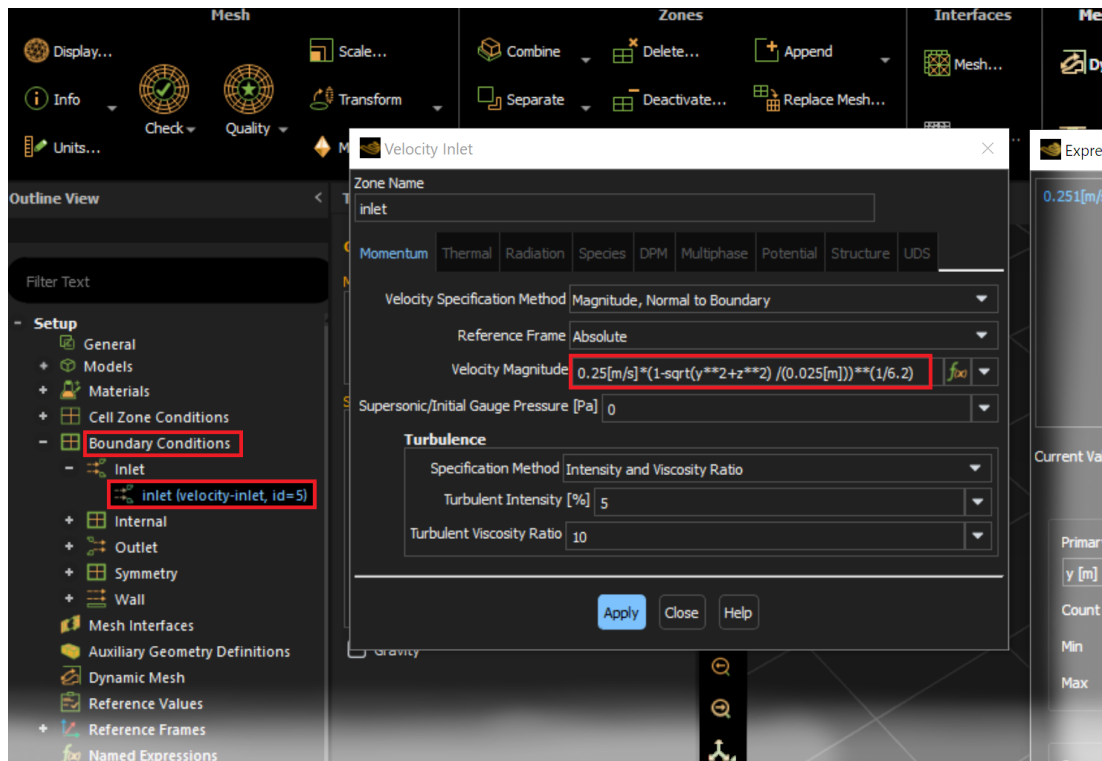 Mesh
Zones
Interfaces
Me
Display...
Scale...
Combine
Delete...
Append
Mesh...
Dy
Info
Check
Quality
Transform
Separate
Deactivate...
Replace Mesh...
Units...
M
Velocity Inlet
Expre
Outline View
<
T
Zone Name
inlet
0.251[m/
Momentum Thermal Radiation Species DPM Multiphase Potential Structure UDS
Filter Text
Velocity Specification Method Magnitude, Normal to Boundary
Reference Frame Absolute
Velocity Magnitude 0.25[m/s]*(1-sqrt(y**2+z**2) /(0.025[m]))**(1/6.2) f(x)
Supersonic/Initial Gauge Pressure [Pa] 0
Turbulence
Specification Method Intensity and Viscosity Ratio
Turbulent Intensity [%] 5
Turbulent Viscosity Ratio 10
Apply Close Help
Setup
General
Models
Materials
Cell Zone Conditions
Boundary Conditions
Inlet
inlet (velocity-inlet, id=5)
Internal
Outlet
Symmetry
Wall
Mesh Interfaces
Auxiliary Geometry Definitions
Dynamic Mesh
Reference Values
Reference Frames
Named Expressions
Gravity
Current Va
Primar
y [m]
Count
Min
Max